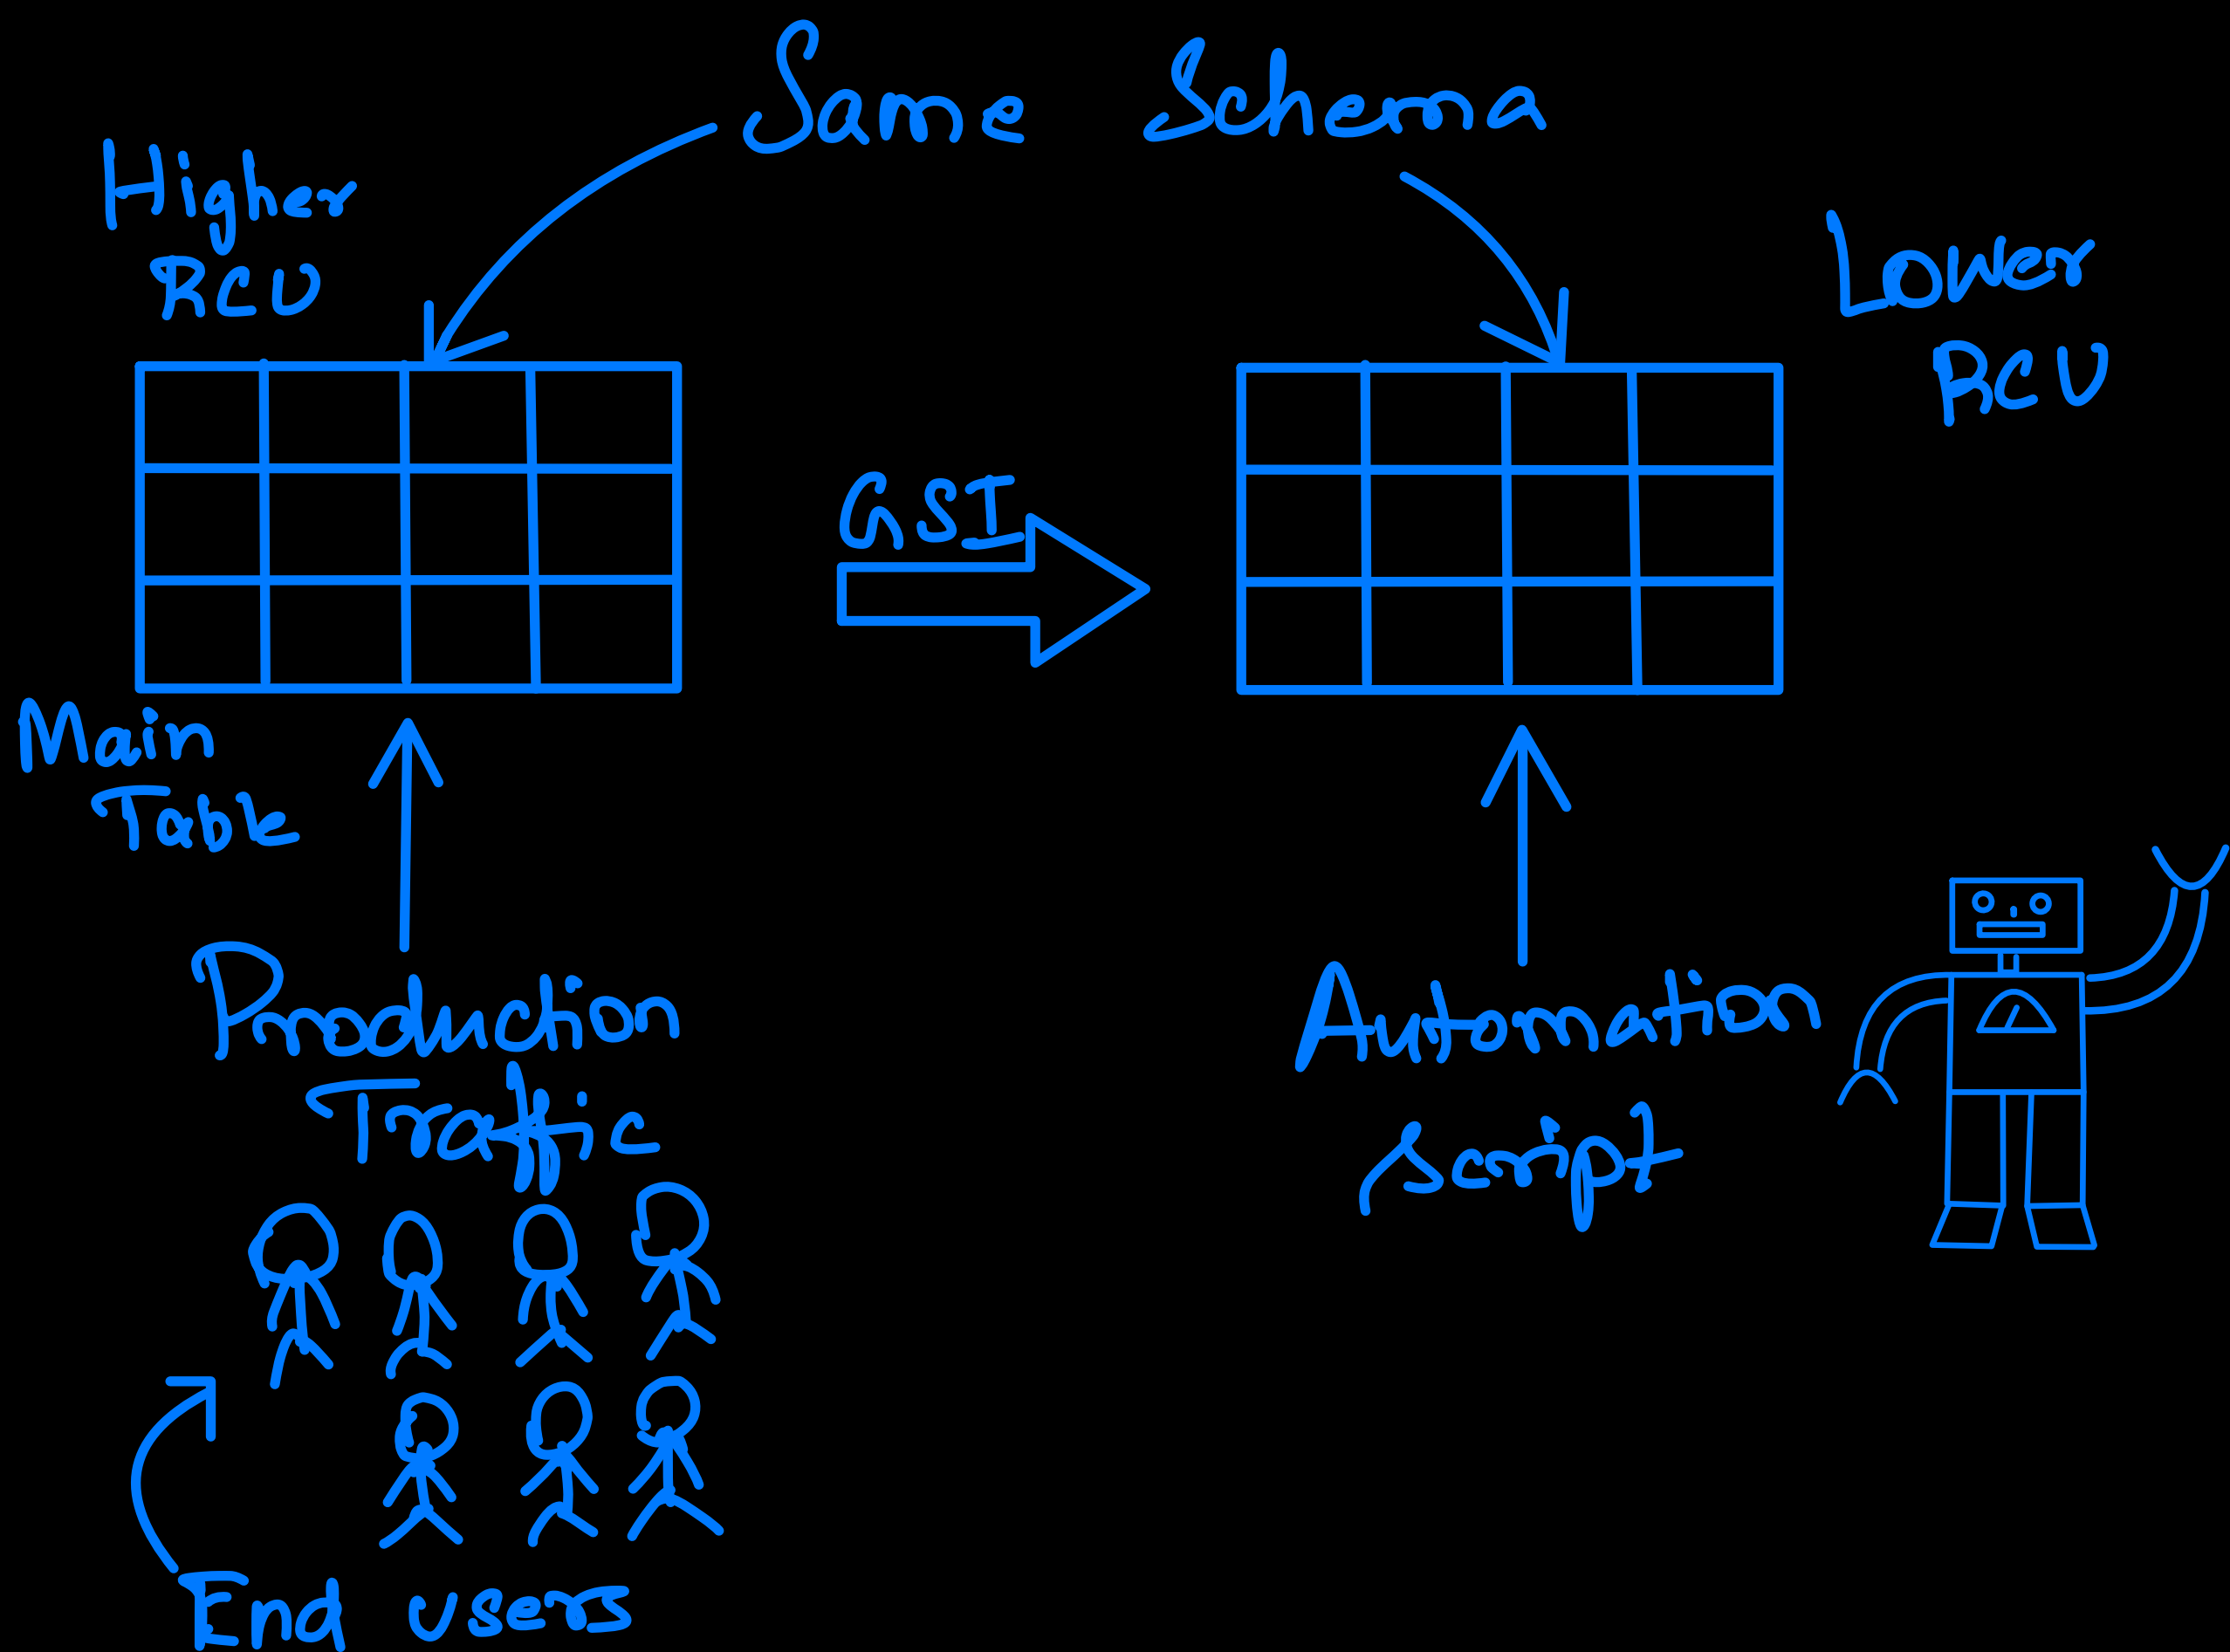 Same Schema
Higher
RCU
Lower
RCU
GSI
Main
Table
Production
Traffic
Automation
Script
End users